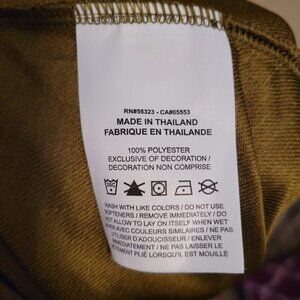 RN#56323 - CA#05553
MADE IN THAILAND
FABRIQUE EN THAILANDE
100% POLYESTER
EXCLUSIVE OF DECORATION /
DECORATION NON COMPRISE
WASH WITH LIKE COLORS / DO NOT USE
SOFTENERS / REMOVE IMMEDIATELY / DO
NOT ALLOW TO LAY ON ITSELF WHEN WET
LAVER AVEC COULEURS SIMILAIRES / NE PAS
UTILISER D'ADOUCISSEUR / ENLEVER
IMMÉDIATEMENT / NE PAS LAISSER LE
VÊTEMENT PLIÉ LORSQU'IL EST MOUILLÉ